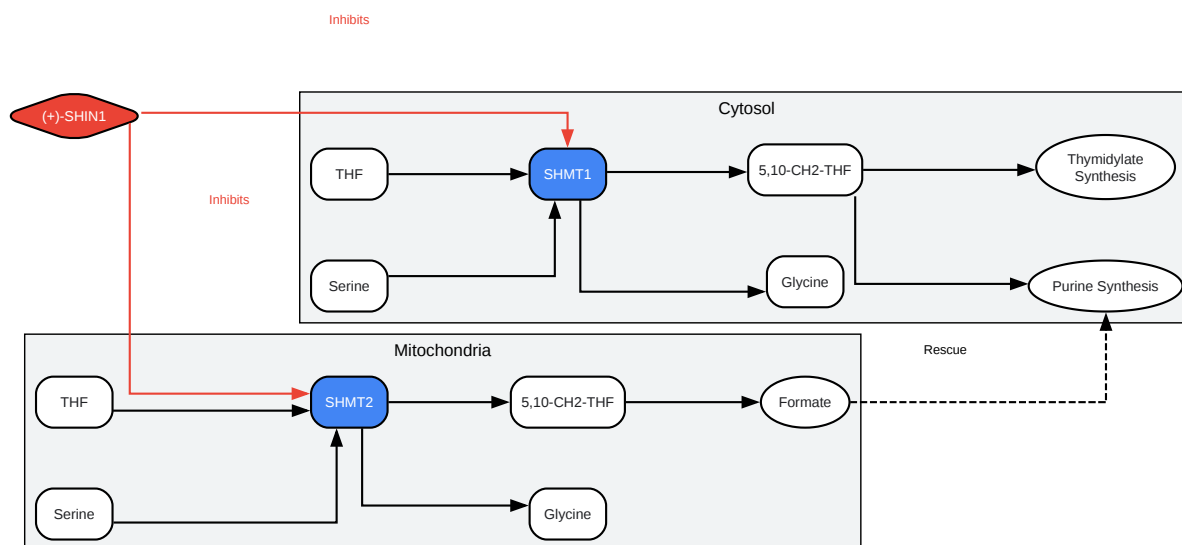 Inhibits
(+)-SHIN1
Cytosol
THF
SHMT1
5,10-CH2-THF
Thymidylate
Synthesis
Inhibits
Serine
Glycine
Purine Synthesis
Mitochondria
Rescue
THF
SHMT2
5,10-CH2-THF
Formate
Serine
Glycine